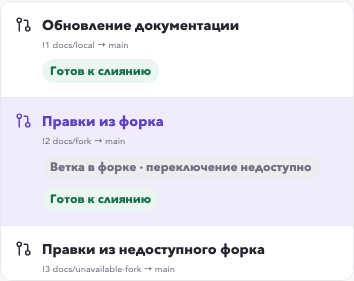 Обновление документации
!1 docs/local → main
Готов к слиянию
Правки из форка
!2 docs/fork → main
Ветка в форке · переключение недоступно
Готов к слиянию
Правки из недоступного форка
!3 docs/unavailable-fork → main